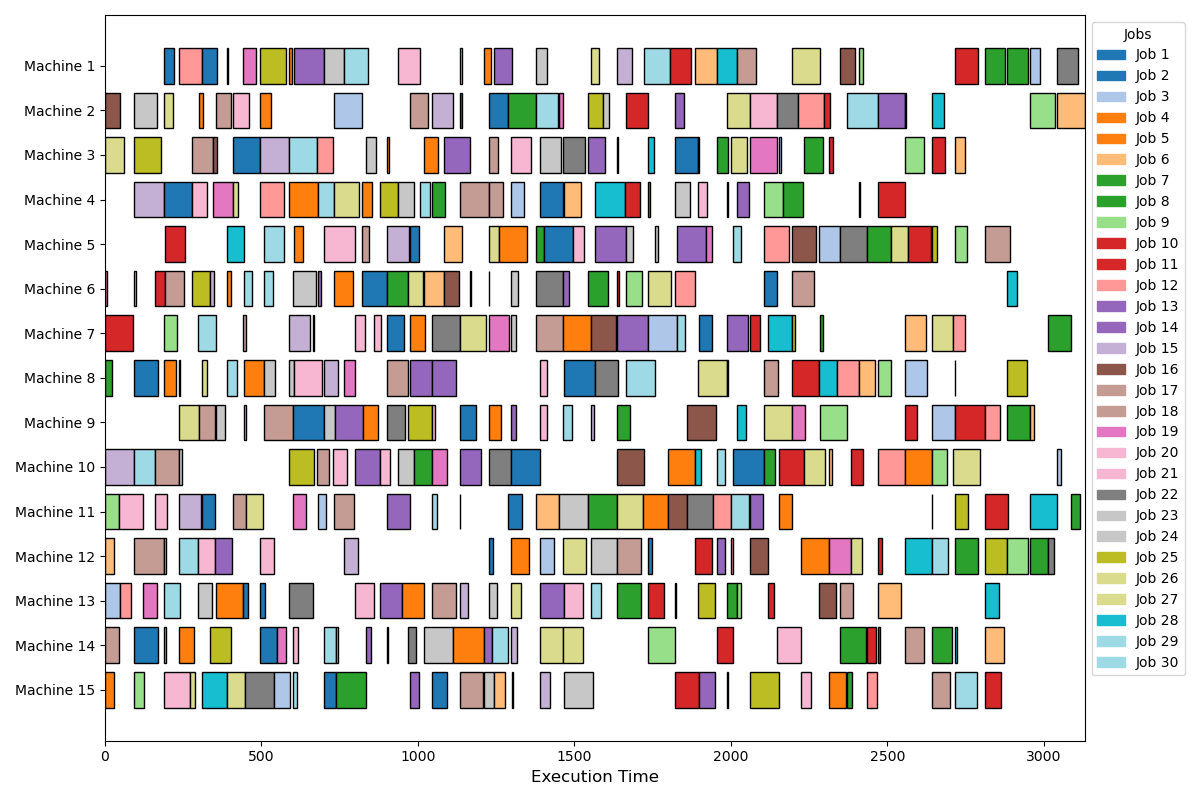 Machine 1
Machine 2
Machine 3
Machine 4
Machine 5
Machine 6
Machine 7
Machine 8
Machine 9
Machine 10
Machine 11
Machine 12
Machine 13
Machine 14
Machine 15
0 500 1000 1500 2000 2500 3000
Execution Time
Jobs
Job 1
Job 2
Job 3
Job 4
Job 5
Job 6
Job 7
Job 8
Job 9
Job 10
Job 11
Job 12
Job 13
Job 14
Job 15
Job 16
Job 17
Job 18
Job 19
Job 20
Job 21
Job 22
Job 23
Job 24
Job 25
Job 26
Job 27
Job 28
Job 29
Job 30